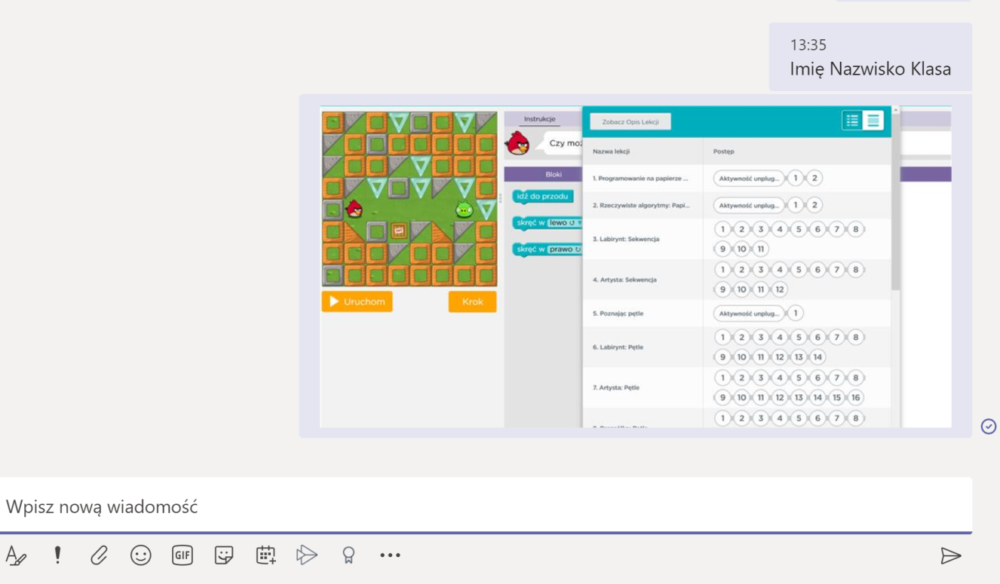 13:35
Imię Nazwisko Klasa
Instrukcje
Zobacz Opis Lekcji
Czy moż
Nazwa lekcji
Postęp
Bloki
1. Programowanie na papierze ...
Aktywność unplug... 1 2
idź do przodu
2. Rzeczywiste algorytmy: Papi...
Aktywność unplug... 1 2
skręć w lewo ↺
3. Labirynt: Sekwencja
1 2 3 4 5 6 7 8
9 10 11
skręć w prawo ↻
4. Artysta: Sekwencja
1 2 3 4 5 6 7 8
9 10 11 12
Uruchom
Krok
5. Poznając pętle
Aktywność unplug... 1
6. Labirynt: Pętle
1 2 3 4 5 6 7 8
9 10 11 12 13 14
7. Artysta: Pętle
1 2 3 4 5 6 7 8
9 10 11 12 13 14 15 16
1 2 3 4 5 6 7 8
Wpisz nową wiadomość
GIF